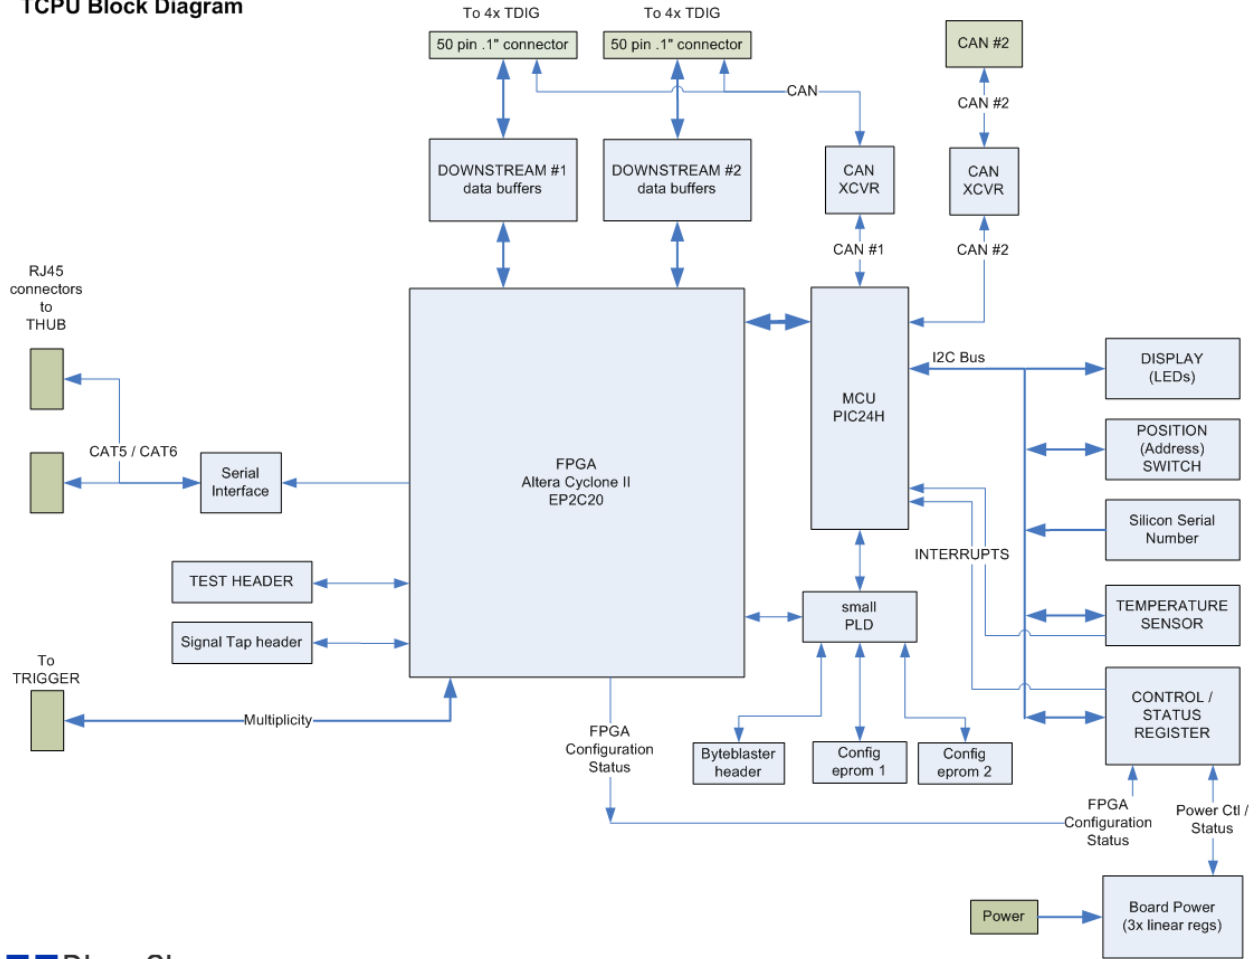 TCPU Block Diagram
To 4x TDIG
To 4x TDIG
50 pin .1" connector
50 pin .1" connector
CAN #2
CAN
CAN #2
DOWNSTREAM #1
data buffers
DOWNSTREAM #2
data buffers
CAN
XCVR
CAN
XCVR
CAN #1
CAN #2
RJ45
connectors
to
THUB
I2C Bus
DISPLAY
(LEDs)
MCU
PIC24H
POSITION
(Address)
SWITCH
CAT5 / CAT6
Serial
Interface
FPGA
Altera Cyclone II
EP2C20
Silicon Serial
Number
INTERRUPTS
TEST HEADER
small
PLD
TEMPERATURE
SENSOR
Signal Tap header
To
TRIGGER
Multiplicity
CONTROL /
STATUS
REGISTER
FPGA
Configuration
Status
Byteblaster
header
Config
eprom 1
Config
eprom 2
FPGA
Configuration
Status
Power Ctl /
Status
Power
Board Power
(3x linear regs)